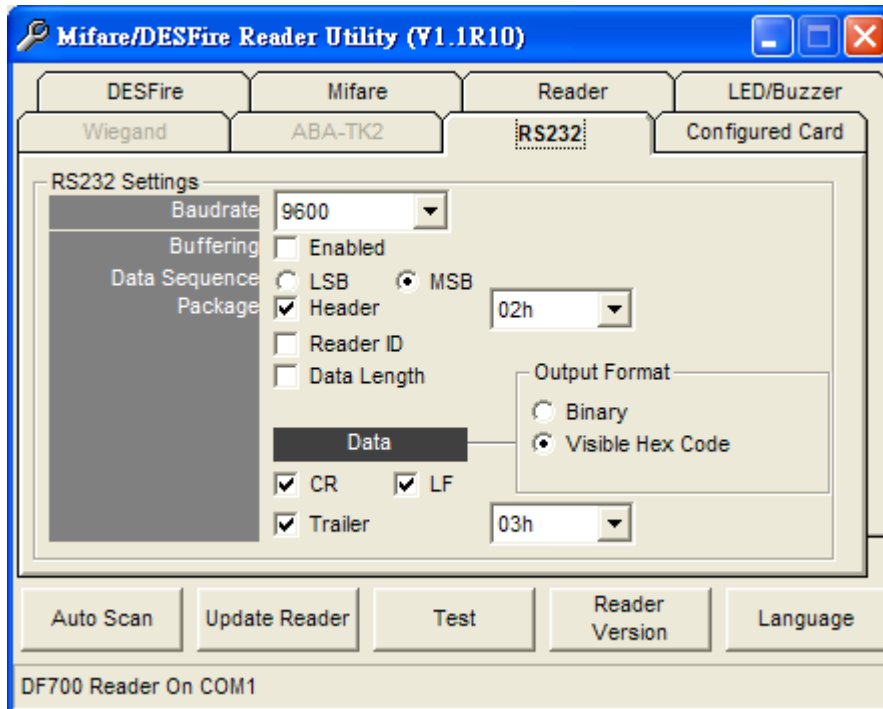 Mifare/DESFire Reader Utility (V1.1R10)
DESFire Mifare Reader LED/Buzzer
Wiegand ABA-TK2 RS232 Configured Card
RS232 Settings
Baudrate 9600
Buffering Enabled
Data Sequence LSB MSB
Package Header 02h
Reader ID
Data Length Output Format
Binary
Data Visible Hex Code
CR LF
Trailer 03h
Auto Scan Update Reader Test Reader Version Language
DF700 Reader On COM1